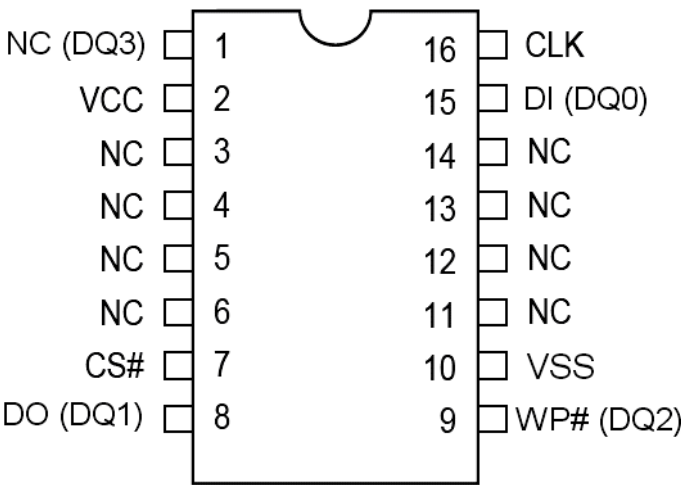 NC (DQ3) 1 16 CLK
VCC 2 15 DI (DQ0)
NC 3 14 NC
NC 4 13 NC
NC 5 12 NC
NC 6 11 NC
CS# 7 10 VSS
DO (DQ1) 8 9 WP# (DQ2)